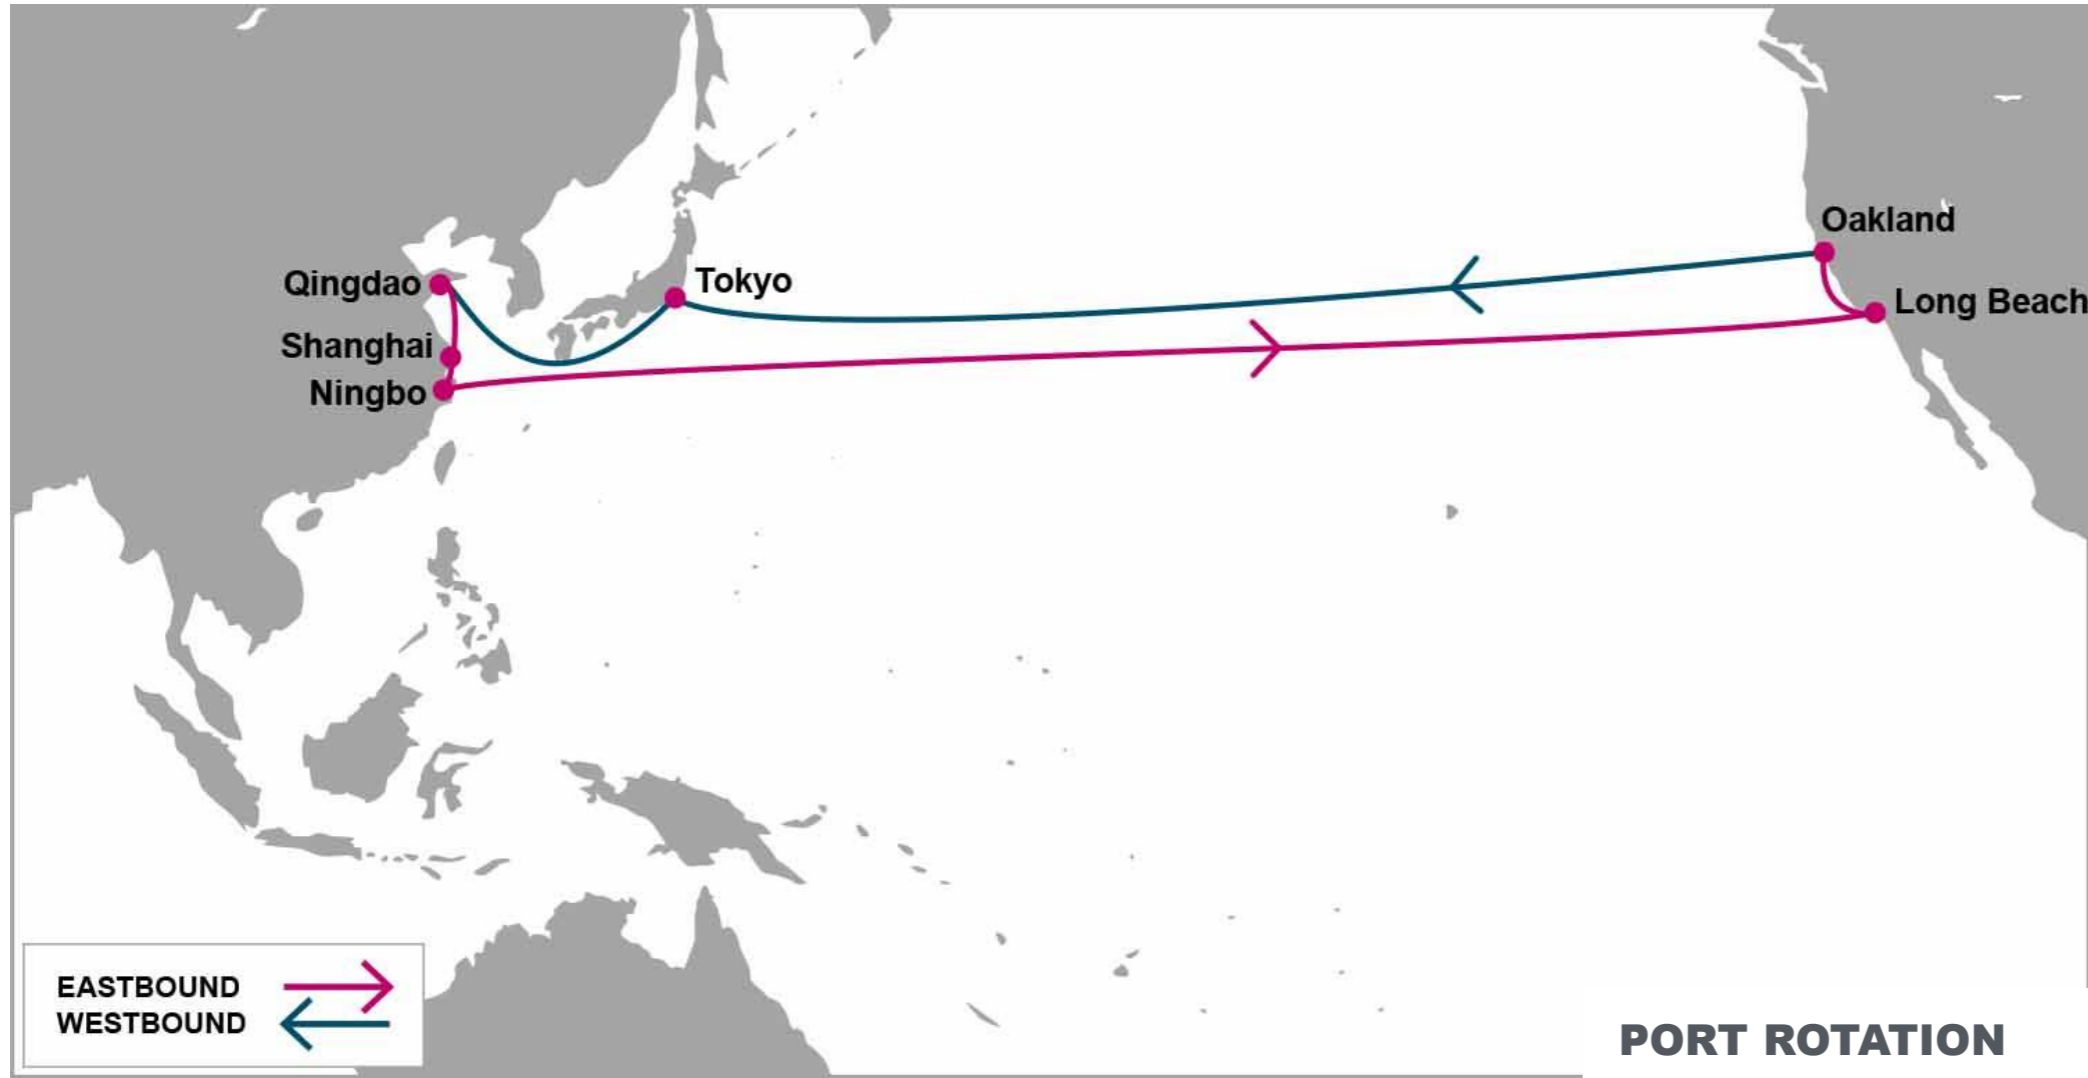 Oakland
Qingdao
Tokyo
Long Beach
Shanghai
Ningbo
EASTBOUND
WESTBOUND
PORT ROTATION